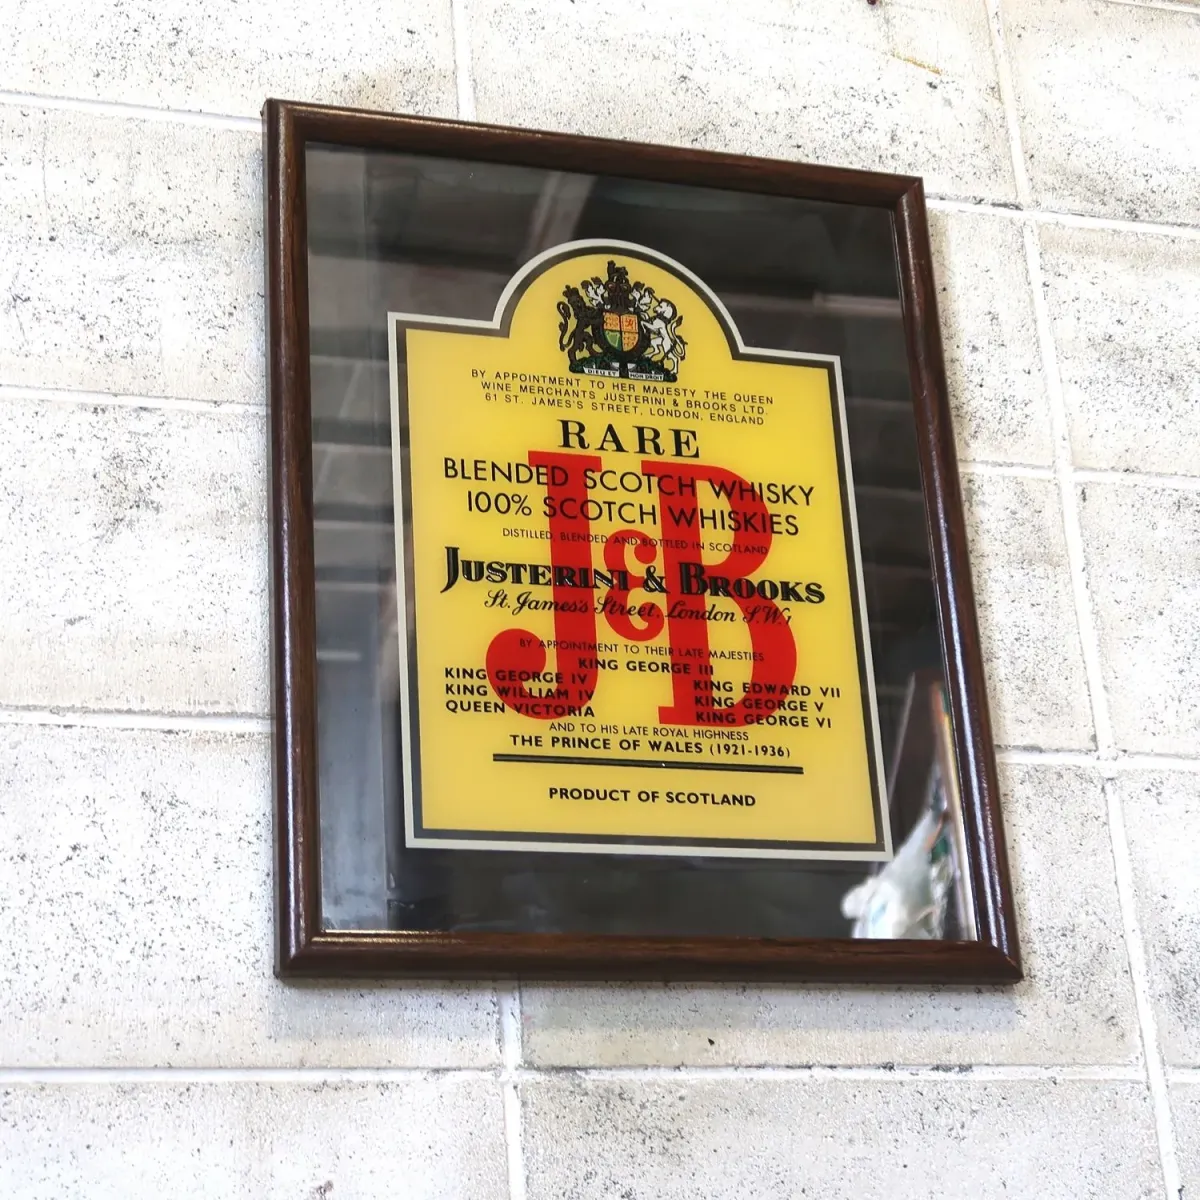 DIEU ET MON DROIT
BY APPOINTMENT TO HER MAJESTY THE QUEEN
WINE MERCHANTS JUSTERINI & BROOKS LTD.
61 ST. JAMES'S STREET, LONDON, ENGLAND
RARE
BLENDED SCOTCH WHISKY
100% SCOTCH WHISKIES
DISTILLED, BLENDED AND BOTTLED IN SCOTLAND
J&B
JUSTERINI & BROOKS
St. James's Street, London S.W.1
BY APPOINTMENT TO THEIR LATE MAJESTIES
KING GEORGE III
KING GEORGE IV
KING WILLIAM IV
QUEEN VICTORIA
KING EDWARD VII
KING GEORGE V
KING GEORGE VI
AND TO HIS LATE ROYAL HIGHNESS
THE PRINCE OF WALES (1921-1936)
PRODUCT OF SCOTLAND